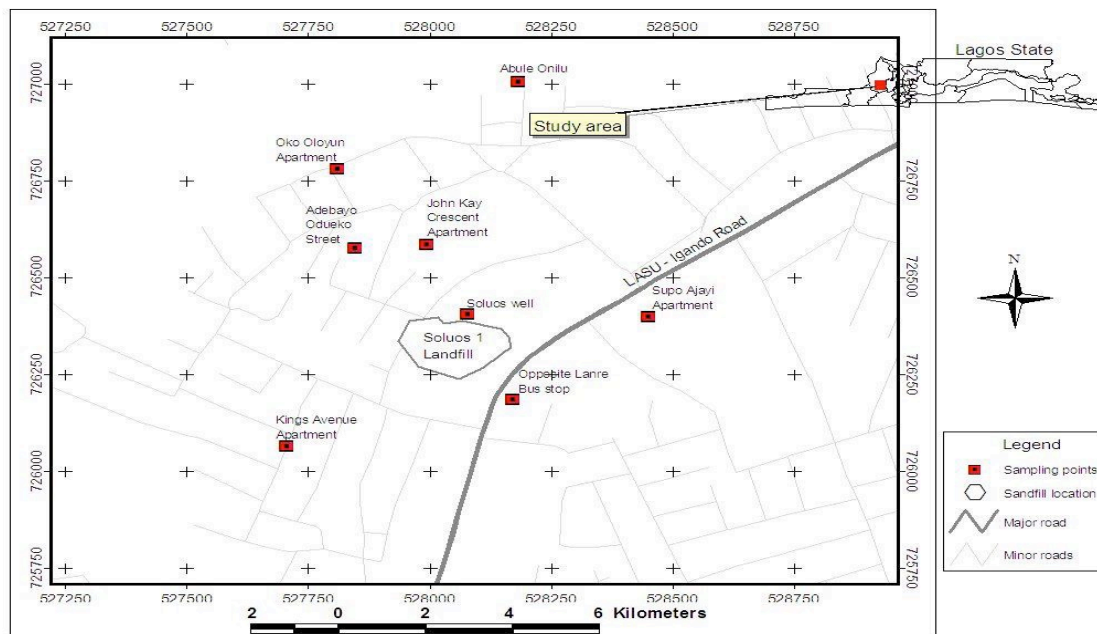 527250 527500 527750 528000 528250 528500 528750
Lagos State
727000
Abule Onilu
Study area
Oko Oloyun
Apartment
726750
726750
Adebayo
Odueko
Street
John Kay
Crescent
Apartment
LASU - Igando Road
N
726500
726500
Supo Ajayi
Apartment
Soluos well
Soluos 1
Landfill
726250
726250
Opposite Lanre
Bus stop
Kings Avenue
Apartment
726000
726000
Legend
Sampling points
Sandfill location
Major road
Minor roads
725750
725750
527250 527500 527750 528000 528250 528500 528750
2 0 2 4 6 Kilometers